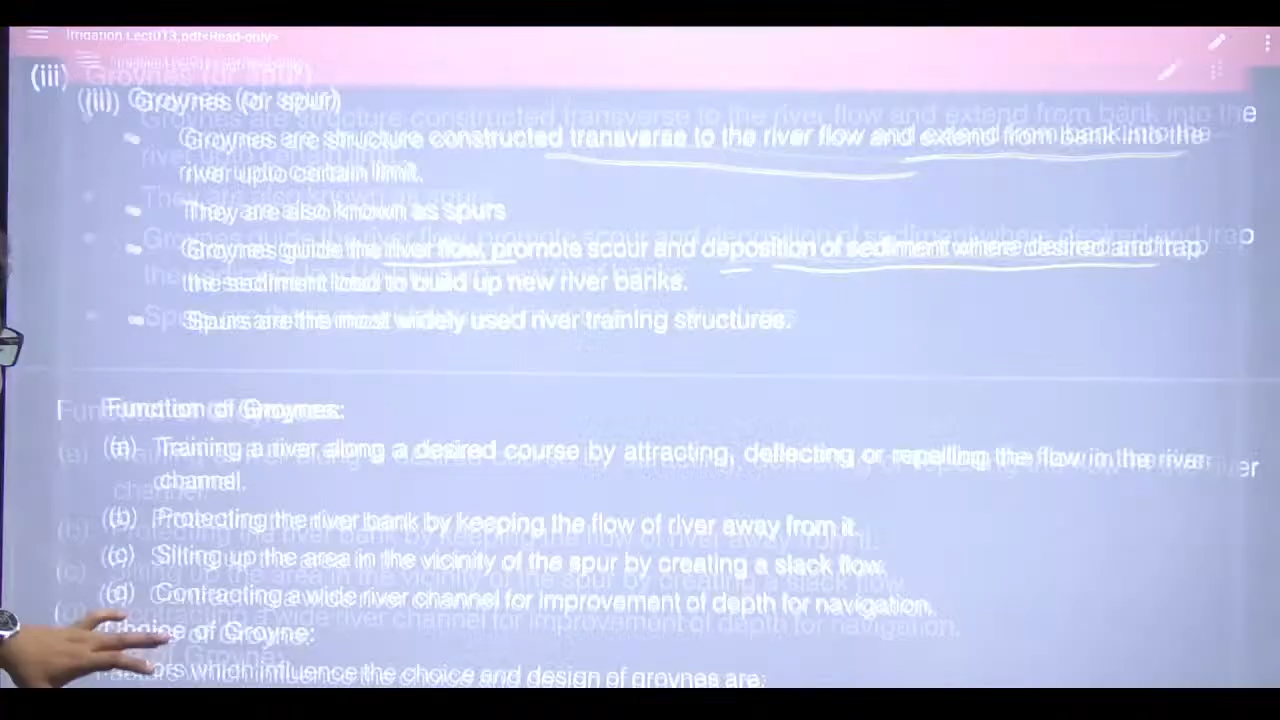 Irrigation Lect013.pdf<Read-only>
(iii) Groynes (or spur)
Groynes are structure constructed transverse to the river flow and extend from bank into the
river upto certain limit.
They are also known as spurs
Groynes guide the river flow, promote scour and deposition of sediment where desired and trap
the sediment load to build up new river banks.
Spurs are the most widely used river training structures.
Function of Groynes:
(a) Training a river along a desired course by attracting, deflecting or repelling the flow in the river
channel.
(b) Protecting the river bank by keeping the flow of river away from it.
(c) Silting up the area in the vicinity of the spur by creating a slack flow.
(d) Contracting a wide river channel for improvement of depth for navigation.
Choice of Groyne:
which influence the choice and design of groynes are: